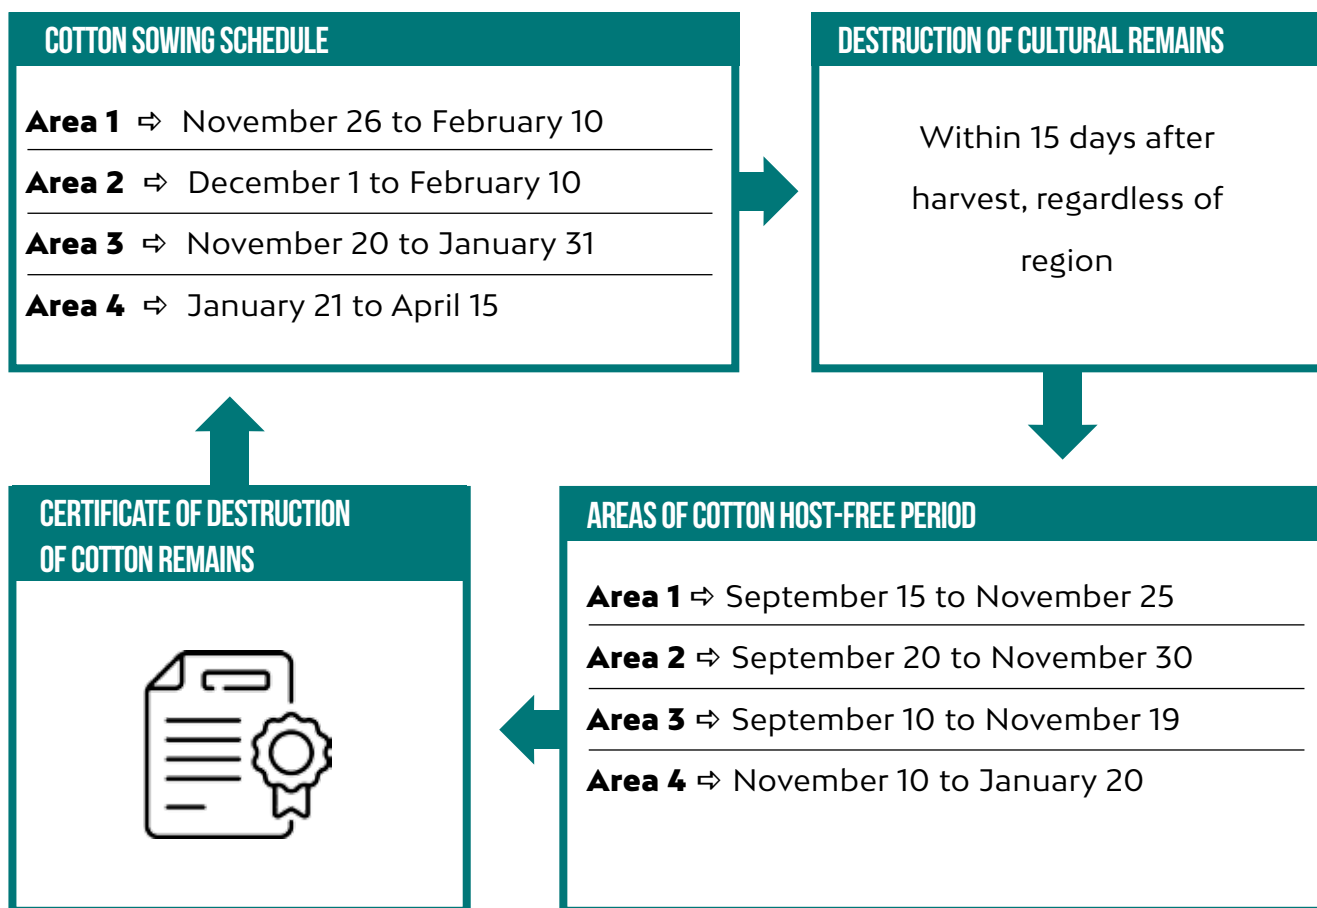 COTTON SOWING SCHEDULE
Area 1 ⇨ November 26 to February 10
Area 2 ⇨ December 1 to February 10
Area 3 ⇨ November 20 to January 31
Area 4 ⇨ January 21 to April 15
DESTRUCTION OF CULTURAL REMAINS
Within 15 days after
harvest, regardless of
region
AREAS OF COTTON HOST-FREE PERIOD
Area 1 ⇨ September 15 to November 25
Area 2 ⇨ September 20 to November 30
Area 3 ⇨ September 10 to November 19
Area 4 ⇨ November 10 to January 20
CERTIFICATE OF DESTRUCTION
OF COTTON REMAINS